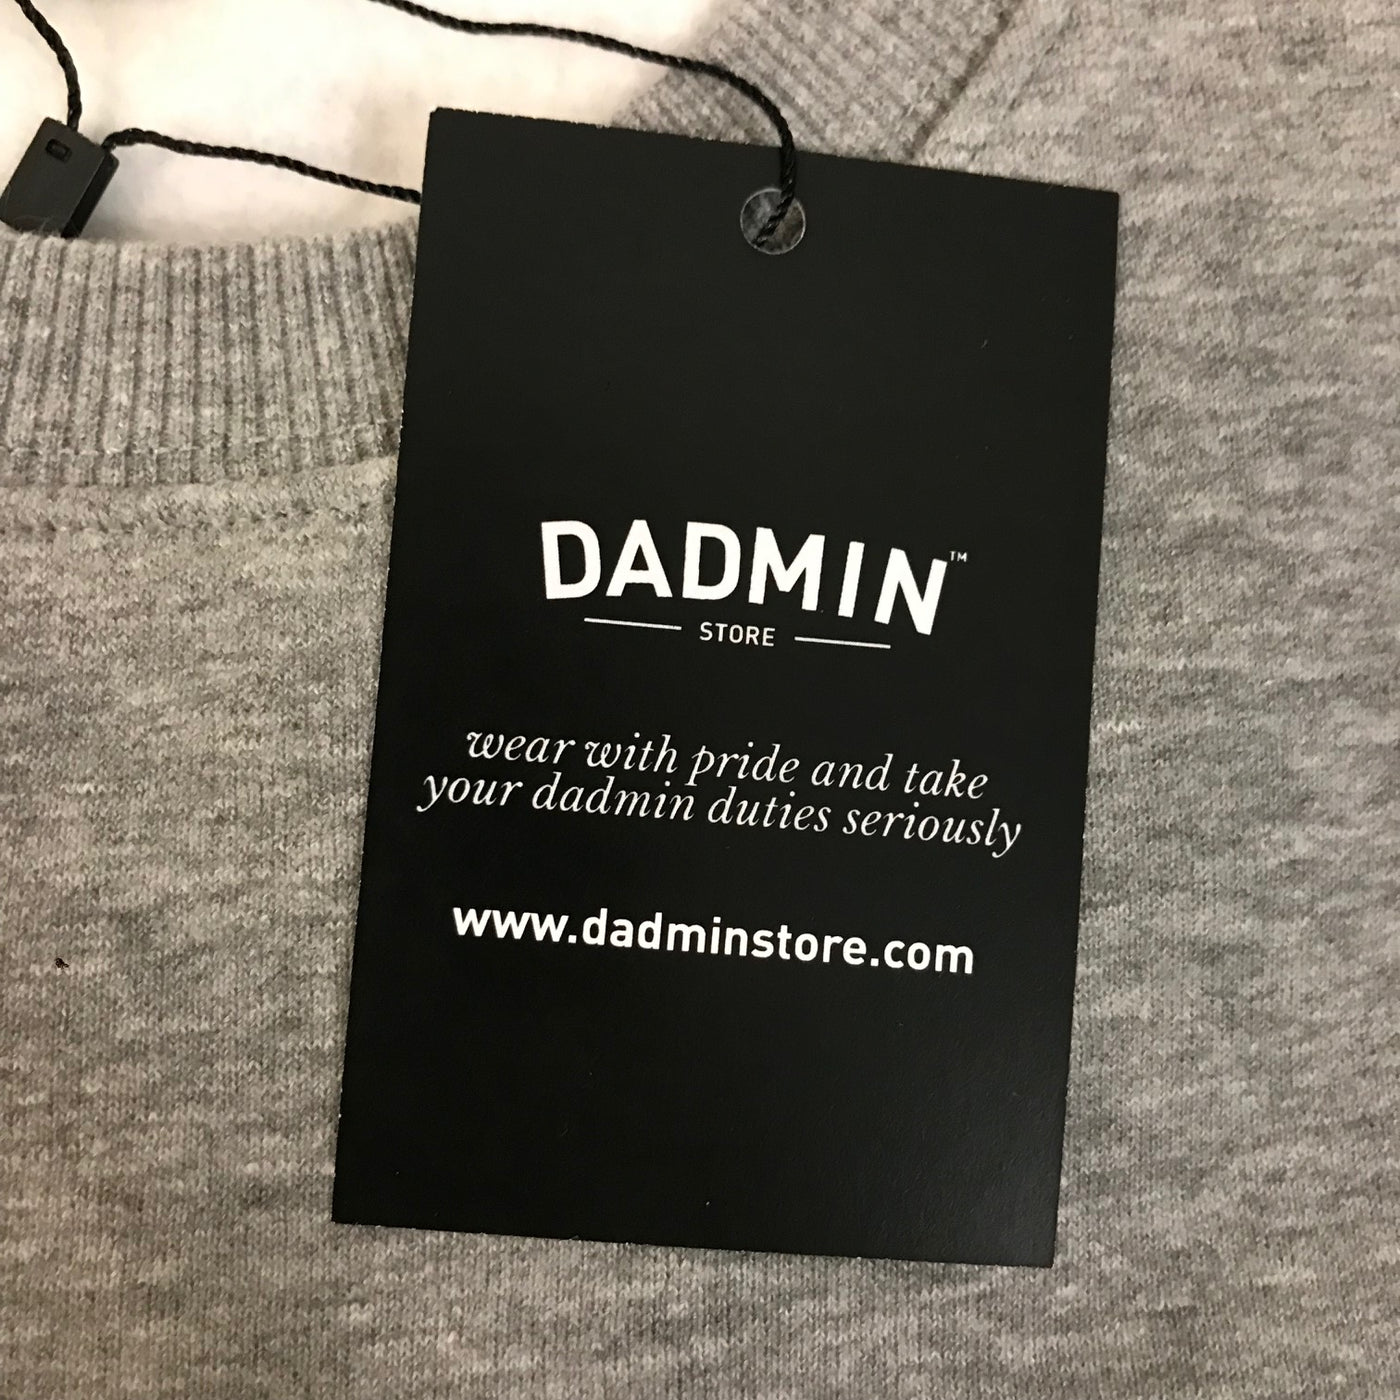 DADMIN™
STORE
wear with pride and take
your dadmin duties seriously
www.dadminstore.com